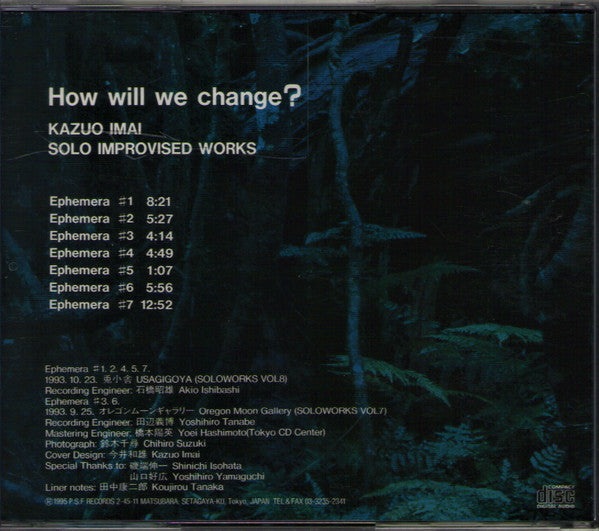 How will we change?
KAZUO IMAI
SOLO IMPROVISED WORKS
Ephemera #1 8:21
Ephemera #2 5:27
Ephemera #3 4:14
Ephemera #4 4:49
Ephemera #5 1:07
Ephemera #6 5:56
Ephemera #7 12:52
Ephemera #1. 2. 4. 5. 7.
1993. 10. 23. 兎小舎 USAGIGOYA (SOLOWORKS VOL8)
Recording Engineer: 石橋昭雄 Akio Ishibashi
Ephemera #3. 6.
1993. 9. 25. オレゴンムーンギャラリー Oregon Moon Gallery (SOLOWORKS VOL7)
Recording Engineer: 田辺義博 Yoshihiro Tanabe
Mastering Engineer: 橋本陽英 Yoei Hashimoto(Tokyo CD Center)
Photograph: 鈴木千尋 Chihiro Suzuki
Cover Design: 今井和雄 Kazuo Imai
Special Thanks to: 磯端伸一 Shinichi Isohata
山口好広 Yoshihiro Yamaguchi
Liner notes: 田中康二郎 Koujirou Tanaka
Ⓟ1995 P.S.F RECORDS 2-45-11 MATSUBARA. SETAGAYA-KU, Tokyo, JAPAN TEL&FAX 03-3235-2341
COMPACT
disc
DIGITAL AUDIO